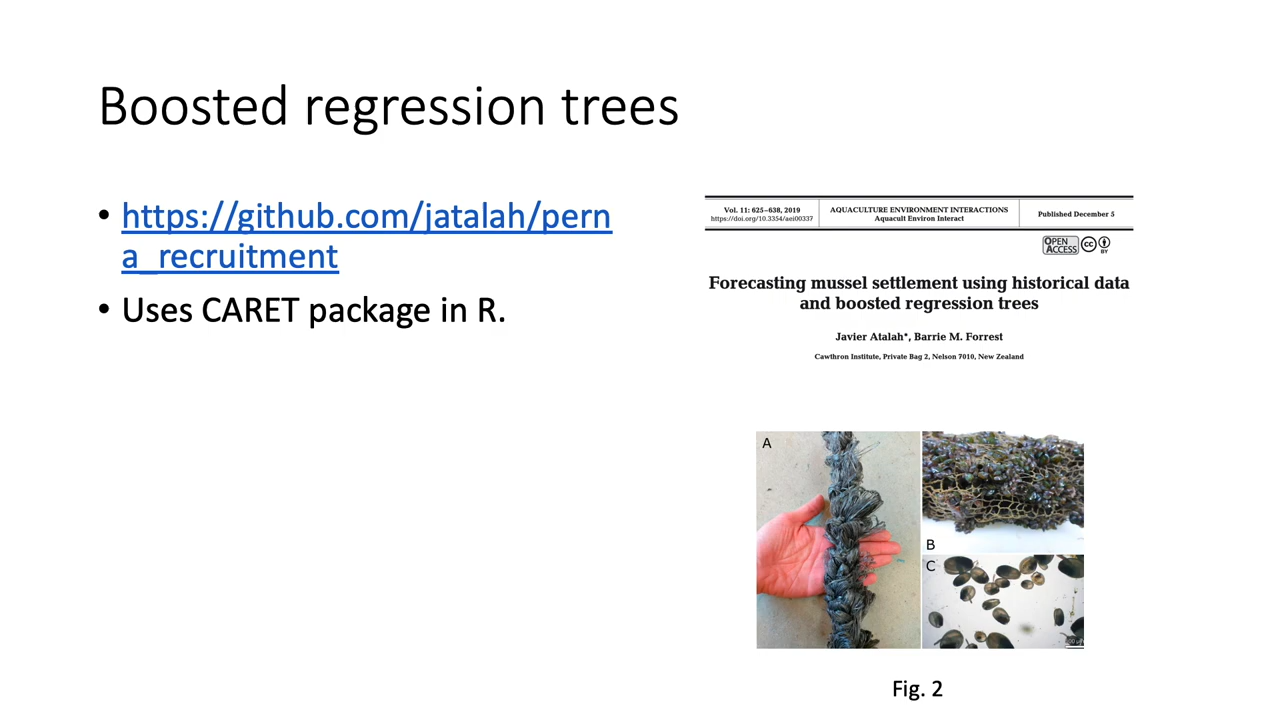 Boosted regression trees
• https://github.com/jatalah/pern
a_recruitment
• Uses CARET package in R.
Vol. 11: 625–638, 2019
https://doi.org/10.3354/aei00337
AQUACULTURE ENVIRONMENT INTERACTIONS
Aquacult Environ Interact
Published December 5
OPEN
ACCESS
CC
BY
Forecasting mussel settlement using historical data
and boosted regression trees
Javier Atalah*, Barrie M. Forrest
Cawthron Institute, Private Bag 2, Nelson 7010, New Zealand
A
B
C
Fig. 2